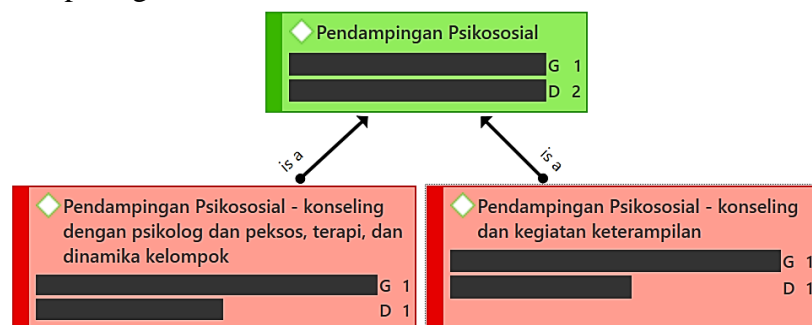 Pendampingan Psikososial
G 1
D 2
is a
is a
Pendampingan Psikososial - konseling
dengan psikolog dan peksos, terapi, dan
dinamika kelompok
G 1
D 1
Pendampingan Psikososial - konseling
dan kegiatan keterampilan
G 1
D 1